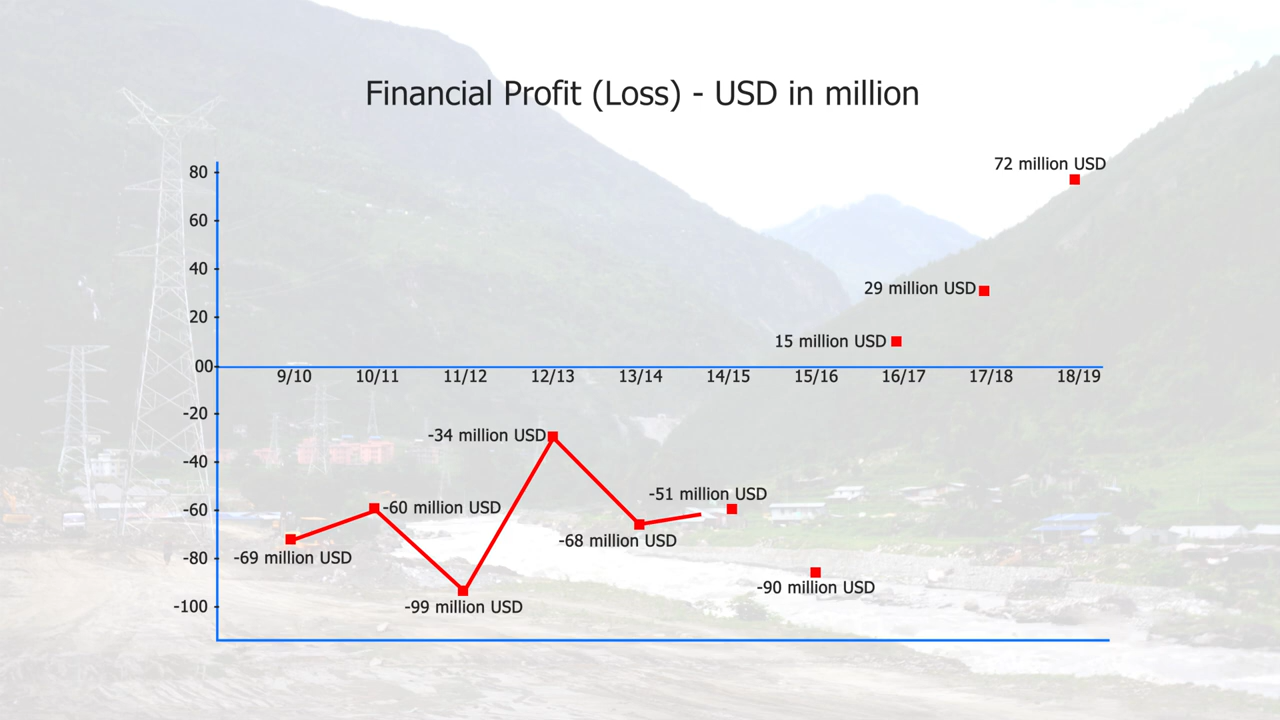 Financial Profit (Loss) - USD in million
80
60
40
20
00
-20
-40
-60
-80
-100
9/10 10/11 11/12 12/13 13/14 14/15 15/16 16/17 17/18 18/19
-69 million USD
-60 million USD
-99 million USD
-34 million USD
-68 million USD
-51 million USD
-90 million USD
15 million USD
29 million USD
72 million USD